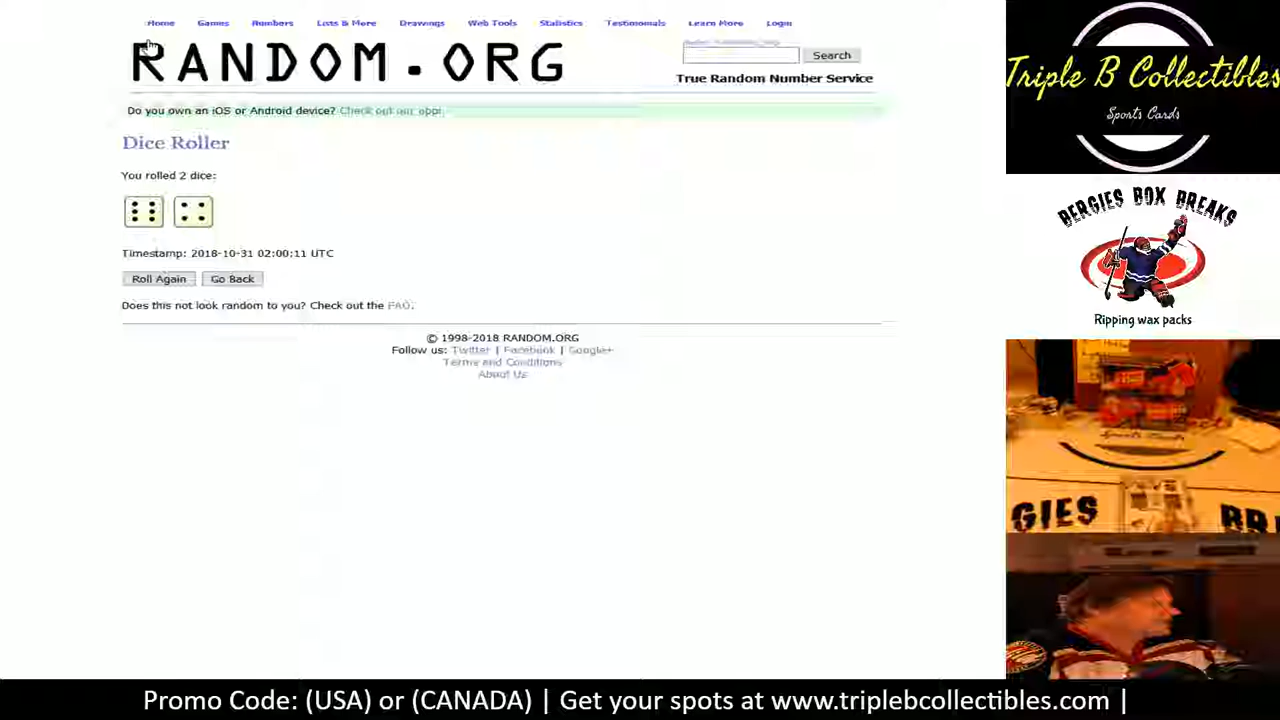 Home Games Numbers Lists & More Drawings Web Tools Statistics Testimonials Learn More Login
RANDOM.ORG
Search
True Random Number Service
Do you own an iOS or Android device? Check out our app!
Dice Roller
You rolled 2 dice:
Timestamp: 2018-10-31 02:00:11 UTC
Roll Again Go Back
Does this not look random to you? Check out the FAQ.
© 1998-2018 RANDOM.ORG
Follow us: Twitter | Facebook | Google+
Terms and Conditions
About Us
Triple B Collectibles
Sports Cards
BERGIES BOX BREAKS
Ripping wax packs
Sports Cards
GIES BR
Promo Code: (USA) or (CANADA) | Get your spots at www.triplebcollectibles.com |